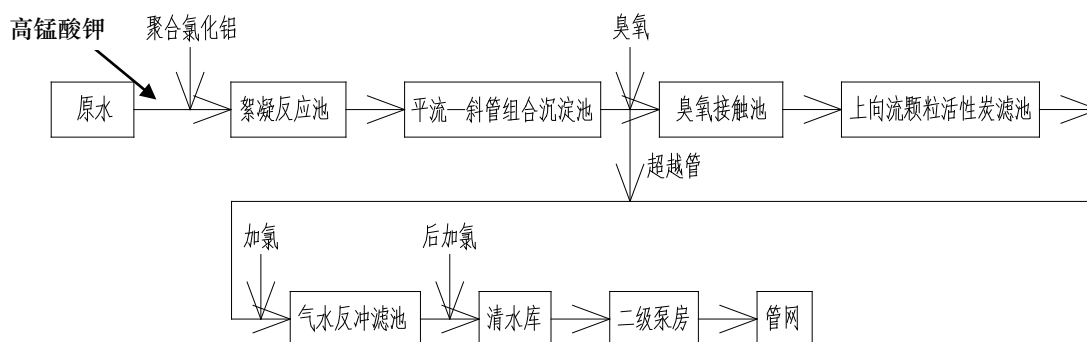 高锰酸钾
聚合氯化铝
臭氧
原水
絮凝反应池
平流—斜管组合沉淀池
臭氧接触池
上向流颗粒活性炭滤池
超越管
加氯
后加氯
气水反冲滤池
清水库
二级泵房
管网